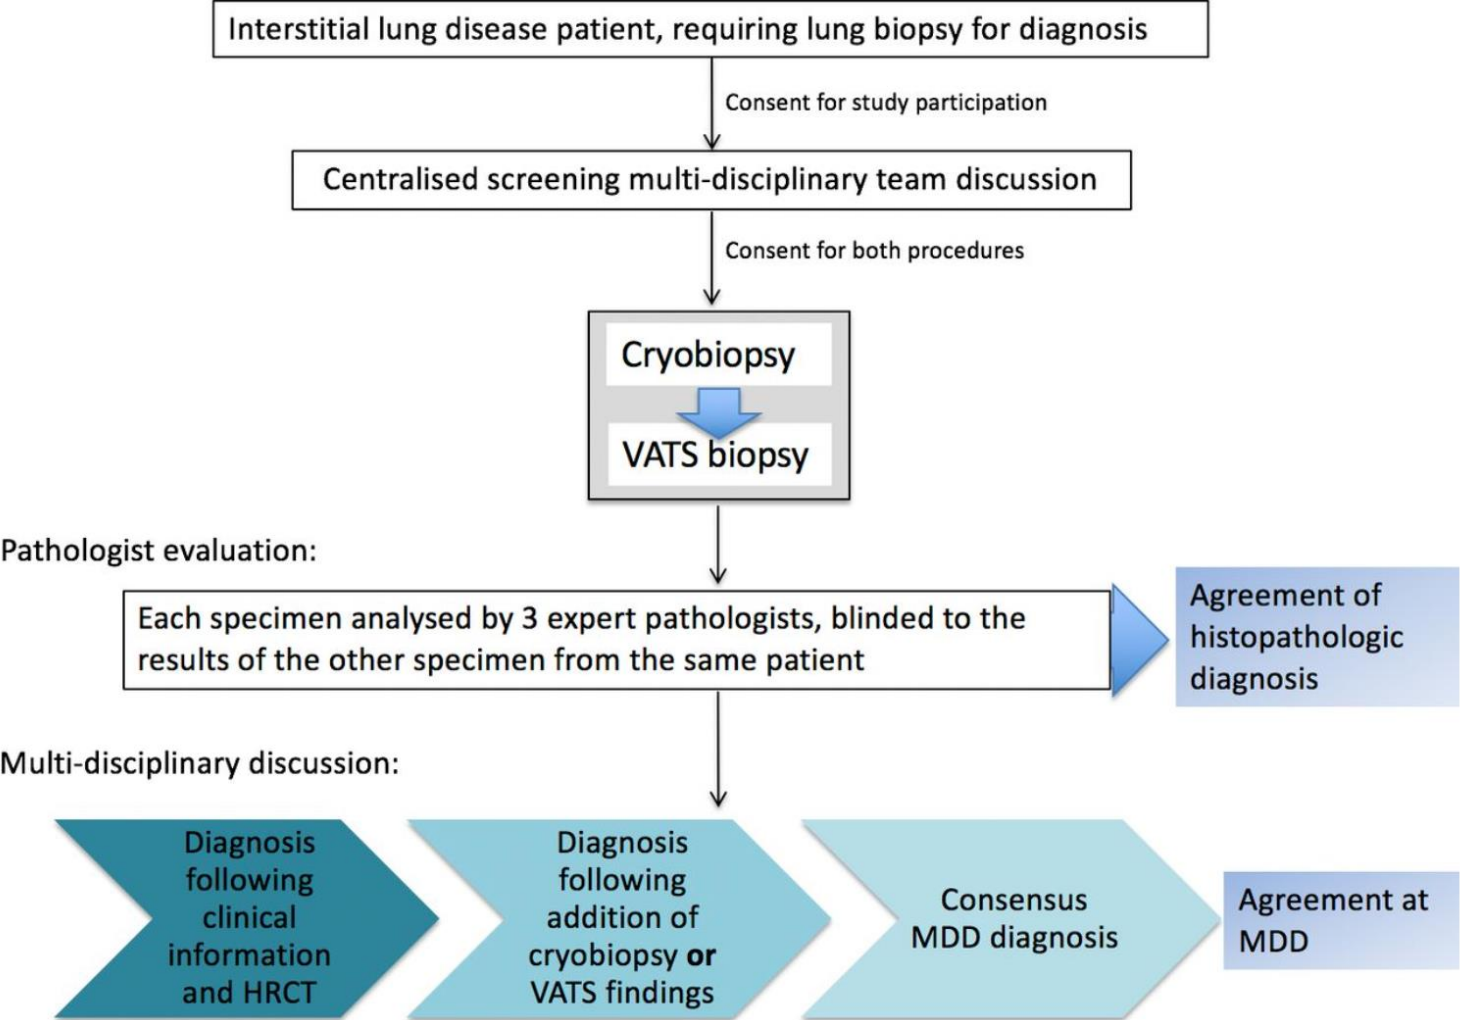 Interstitial lung disease patient, requiring lung biopsy for diagnosis
Consent for study participation
Centralised screening multi-disciplinary team discussion
Consent for both procedures
Cryobiopsy
VATS biopsy
Pathologist evaluation:
Each specimen analysed by 3 expert pathologists, blinded to the
results of the other specimen from the same patient
Agreement of
histopathologic
diagnosis
Multi-disciplinary discussion:
Diagnosis
following
clinical
information
and HRCT
Diagnosis
following
addition of
cryobiopsy or
VATS findings
Consensus
MDD diagnosis
Agreement at
MDD